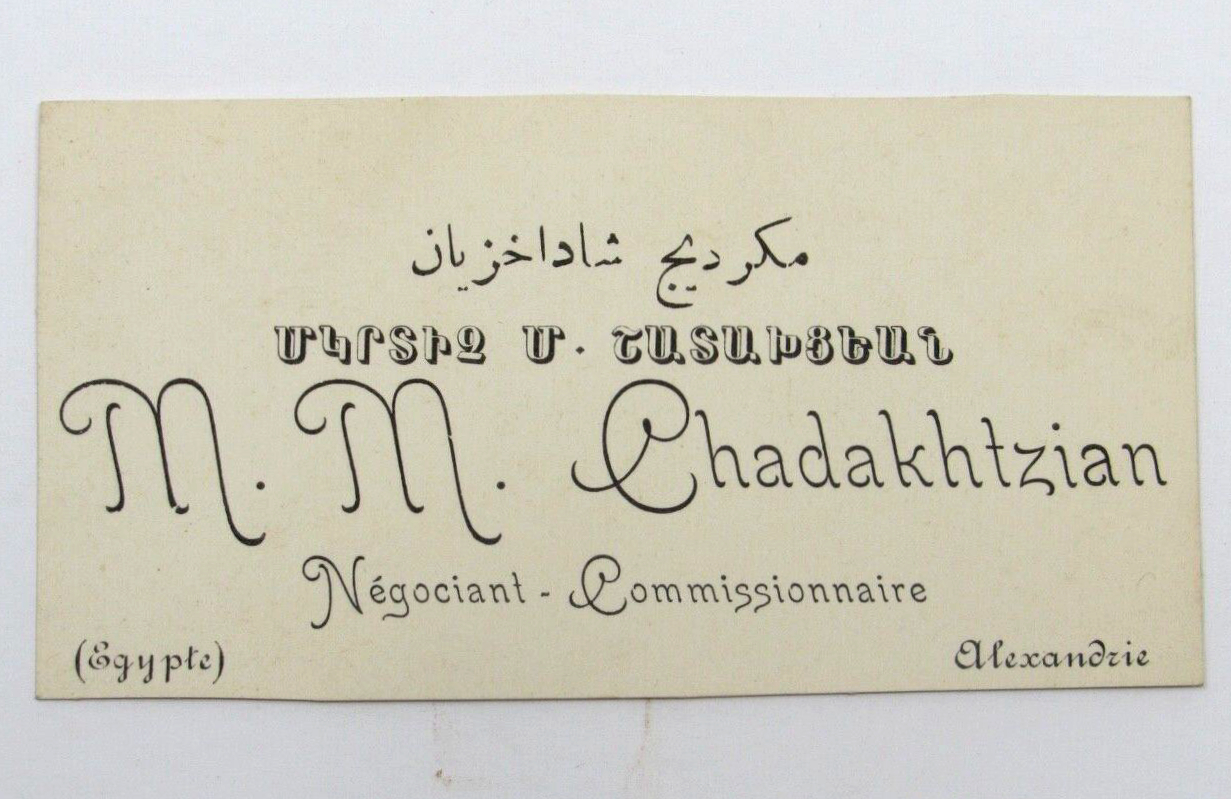 مكرديج شاداخزيان
ՄԿՐՏԻՉ Մ. ՇԱՏԱԽՑԵԱՆ
M. M. Chadakhtzian
Négociant - Commissionnaire
(Egypte) Alexandrie